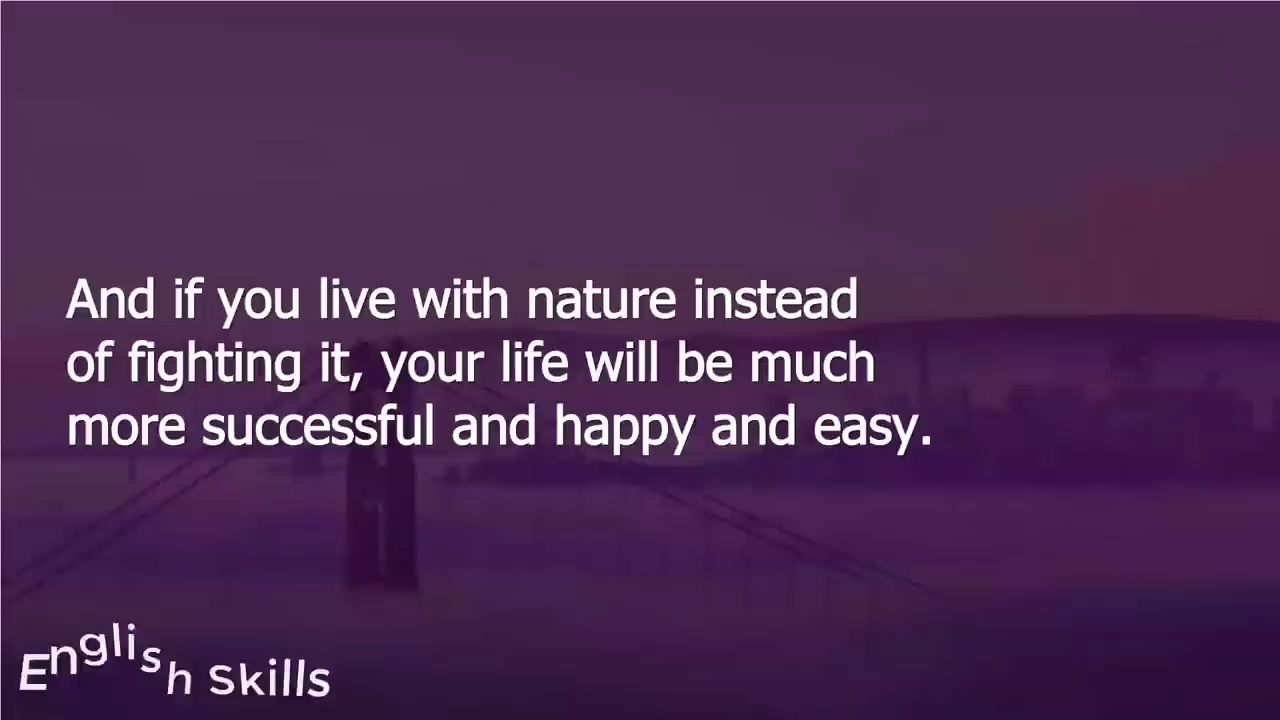 And if you live with nature instead
of fighting it, your life will be much
more successful and happy and easy.
English Skills